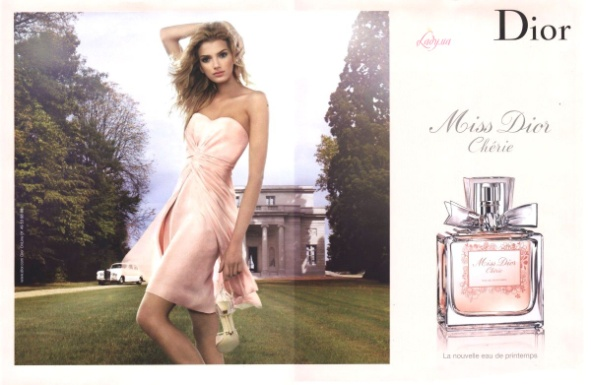 Lady.ua
Dior
Miss Dior
Chérie
Miss Dior
Chérie
La nouvelle eau de printemps